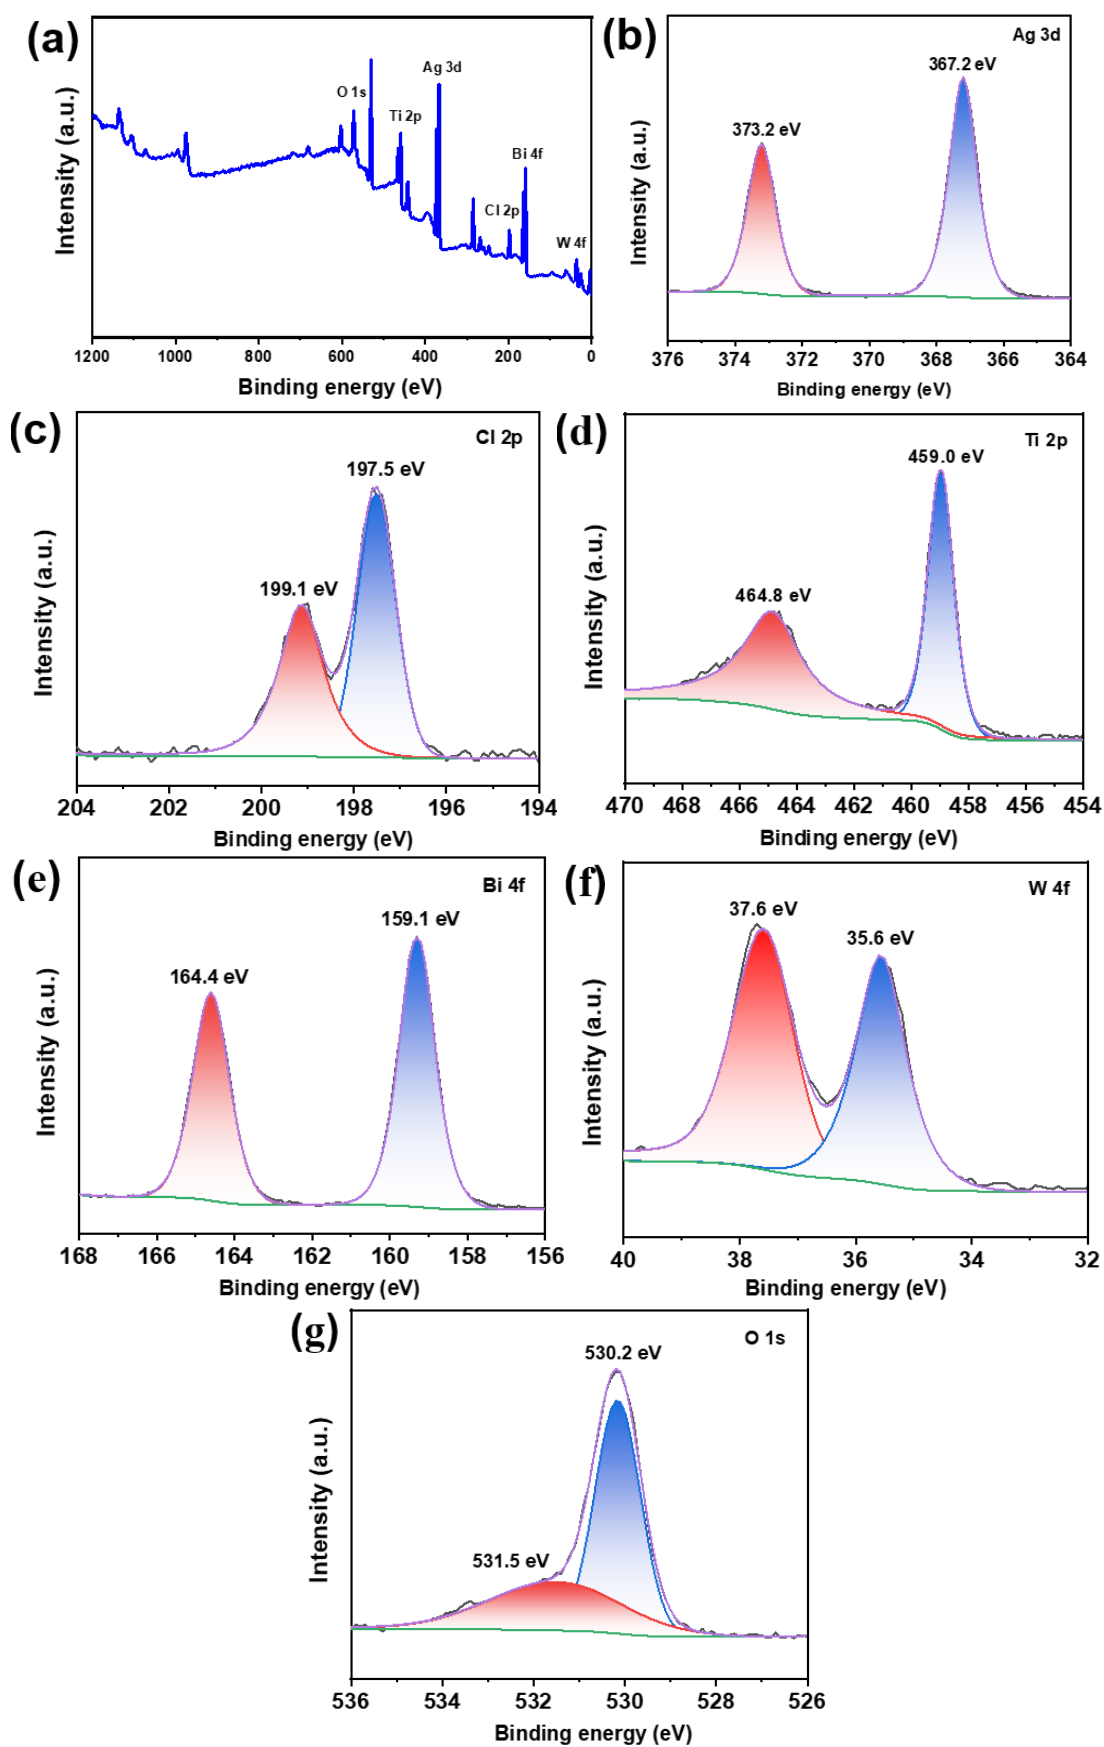 (a)
O 1s
Ti 2p
Ag 3d
Bi 4f
Cl 2p
W 4f
Intensity (a.u.)
1200 1000 800 600 400 200 0
Binding energy (eV)
(b)
Ag 3d
367.2 eV
373.2 eV
Intensity (a.u.)
376 374 372 370 368 366 364
Binding energy (eV)
(c)
Cl 2p
197.5 eV
199.1 eV
Intensity (a.u.)
204 202 200 198 196 194
Binding energy (eV)
(d)
Ti 2p
459.0 eV
464.8 eV
Intensity (a.u.)
470 468 466 464 462 460 458 456 454
Binding energy (eV)
(e)
Bi 4f
159.1 eV
164.4 eV
Intensity (a.u.)
168 166 164 162 160 158 156
Binding energy (eV)
(f)
W 4f
37.6 eV
35.6 eV
Intensity (a.u.)
40 38 36 34 32
Binding energy (eV)
(g)
O 1s
530.2 eV
531.5 eV
Intensity (a.u.)
536 534 532 530 528 526
Binding energy (eV)